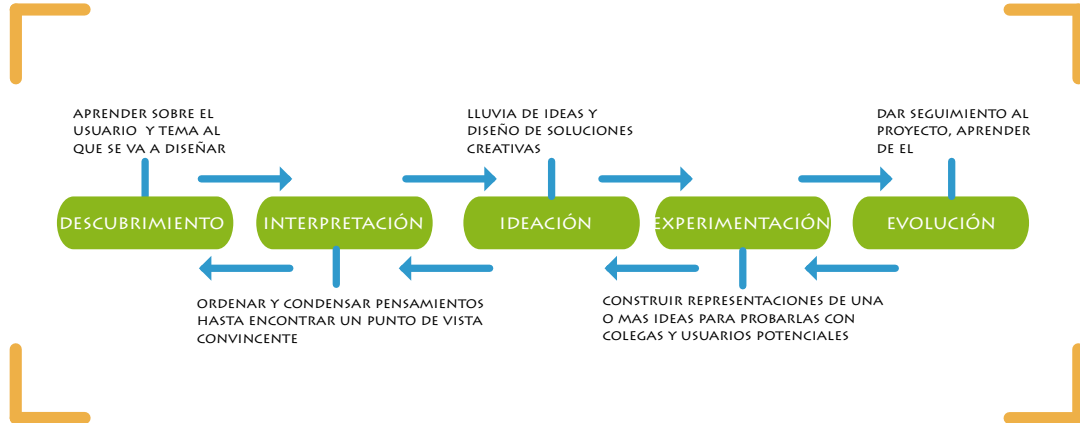 APRENDER SOBRE EL
USUARIO Y TEMA AL
QUE SE VA A DISEÑAR
LLUVIA DE IDEAS Y
DISEÑO DE SOLUCIONES
CREATIVAS
DAR SEGUIMIENTO AL
PROYECTO, APRENDER
DE EL
DESCUBRIMIENTO
INTERPRETACIÓN
IDEACIÓN
EXPERIMENTACIÓN
EVOLUCIÓN
ORDENAR Y CONDENSAR PENSAMIENTOS
HASTA ENCONTRAR UN PUNTO DE VISTA
CONVINCENTE
CONSTRUIR REPRESENTACIONES DE UNA
O MAS IDEAS PARA PROBARLAS CON
COLEGAS Y USUARIOS POTENCIALES